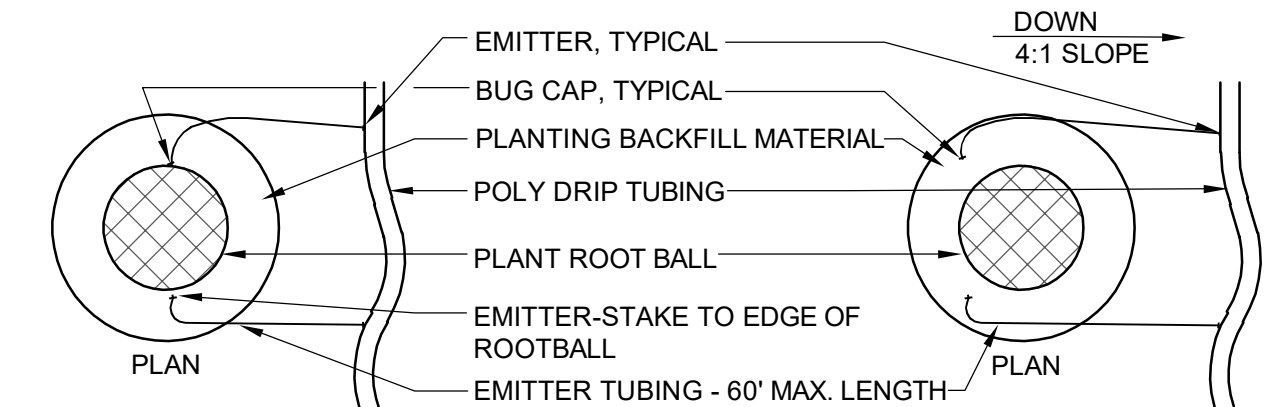 DOWN
4:1 SLOPE
EMITTER, TYPICAL
BUG CAP, TYPICAL
PLANTING BACKFILL MATERIAL
POLY DRIP TUBING
PLANT ROOT BALL
EMITTER-STAKE TO EDGE OF
ROOTBALL
EMITTER TUBING - 60' MAX. LENGTH
PLAN
PLAN